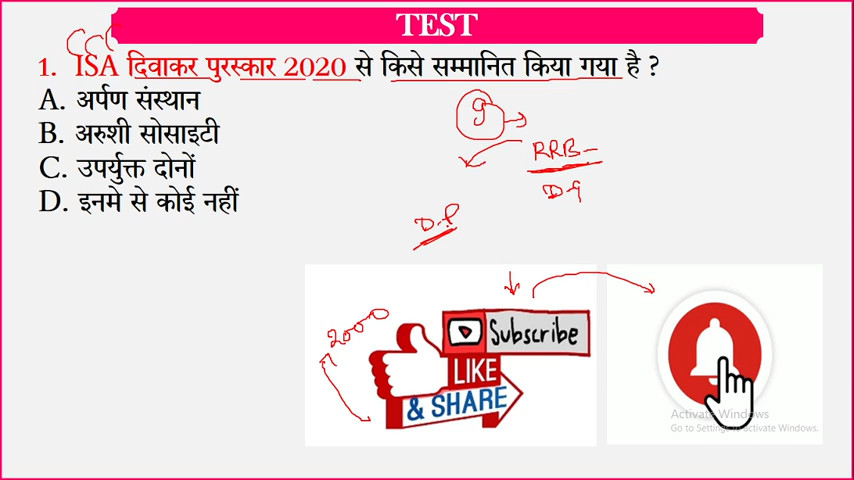 TEST
1. ISA दिवाकर पुरस्कार 2020 से किसे सम्मानित किया गया है ?
A. अर्पण संस्थान
B. अरुशी सोसाइटी
C. उपर्युक्त दोनों
D. इनमे से कोई नहीं
9
RRB-
2000
Subscribe
LIKE
& SHARE
Activate Windows
Go to Settings to activate Windows.